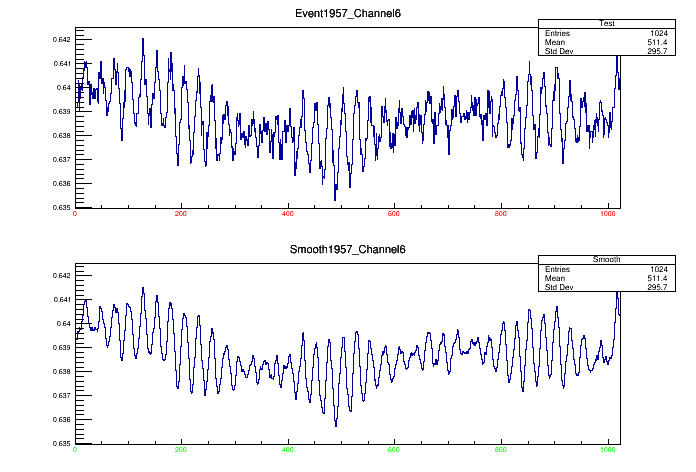 Event1957_Channel6
Test
Entries 1024
Mean 511.4
Std Dev 295.7
0.642
0.641
0.64
0.639
0.638
0.637
0.636
0.635
0 200 400 600 800 1000
Smooth1957_Channel6
Smooth
Entries 1024
Mean 511.4
Std Dev 295.7
0.642
0.641
0.64
0.639
0.638
0.637
0.636
0.635
0 200 400 600 800 1000